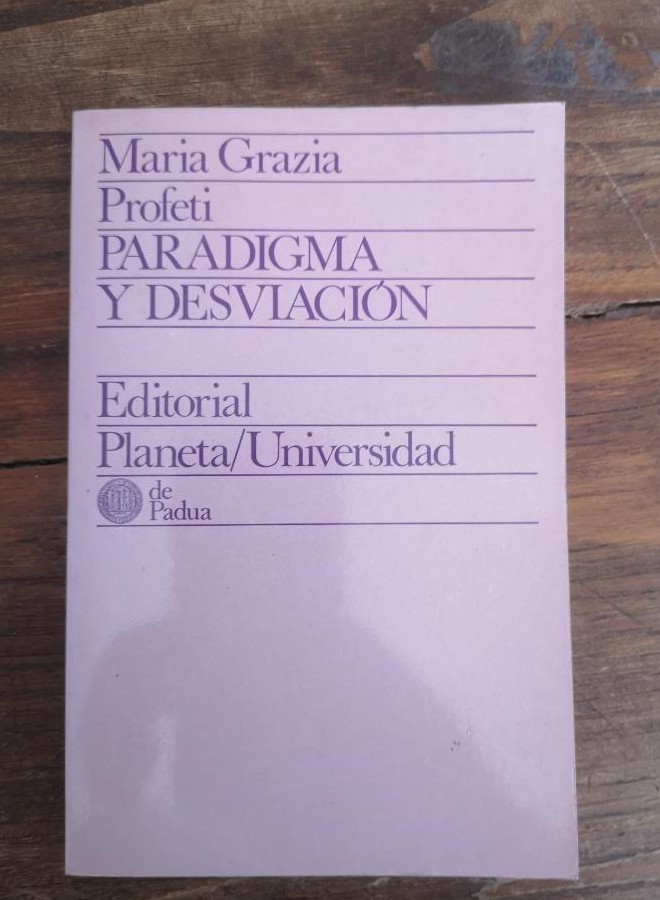 Maria Grazia
Profeti
PARADIGMA
Y DESVIACIÓN
Editorial
Planeta/Universidad
de
Padua